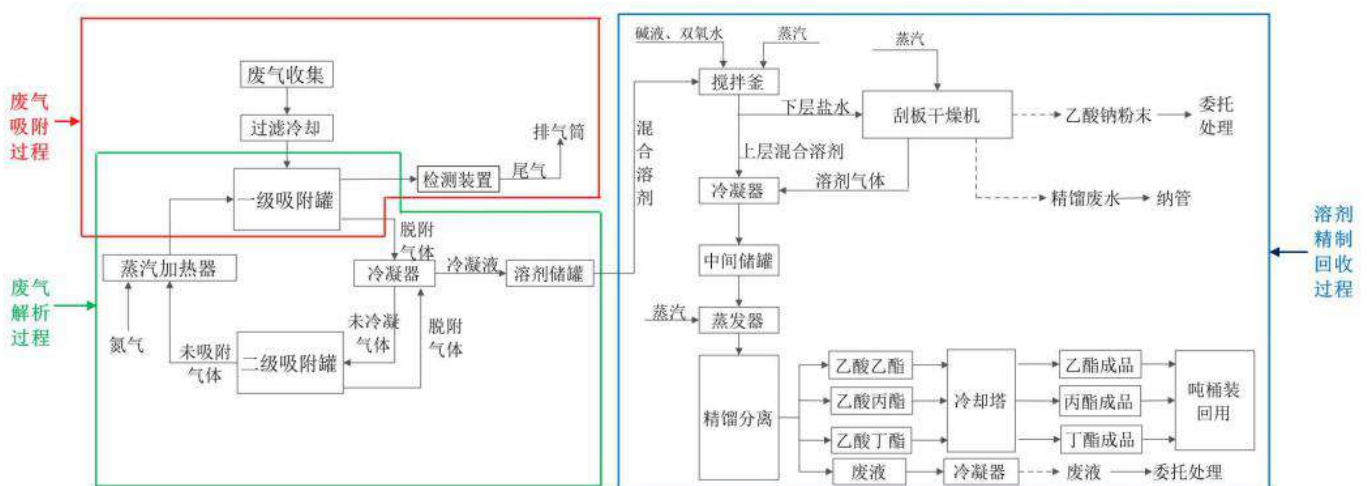 废气
吸附
过程
废气收集
过滤冷却
一级吸附罐
检测装置
尾气
排气筒
废气
解析
过程
蒸汽加热器
氮气
脱附
气体
冷凝器
冷凝液
溶剂储罐
未冷凝
气体
脱附
气体
未吸附
气体
二级吸附罐
混合溶剂
碱液、双氧水
蒸汽
蒸汽
搅拌釜
下层盐水
刮板干燥机
乙酸钠粉末
委托
处理
上层混合溶剂
溶剂气体
冷凝器
精馏废水
纳管
中间储罐
蒸汽
蒸发器
精馏分离
乙酸乙酯
乙酸丙酯
乙酸丁酯
废液
冷却塔
冷凝器
乙酯成品
丙酯成品
丁酯成品
废液
委托处理
吨桶装
回用
溶剂
精制
回收
过程